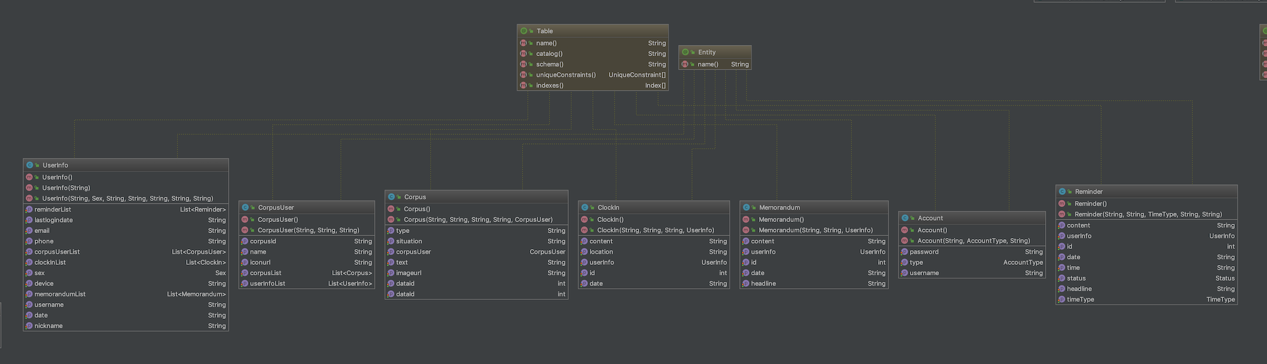 Table
name() String
catalog() String
scheme() String
uniqueConstraints() UniqueConstraint[]
indexes() Index[]
Entity
name() String
UserInfo
UserInfo()
UserInfo(String)
UserInfo(String, Sex, String, String, String, String, String)
reminderList List<Reminder>
lastlogindate String
email String
phone String
corpusUserList List<CorpusUser>
clockinList List<ClockIn>
sex Sex
device String
memorandumList List<Memorandum>
username String
date String
nickname String
CorpusUser
CorpusUser()
CorpusUser(String, String, String)
corpusid String
name String
iconurl String
corpusList List<Corpus>
userInfoList List<UserInfo>
Corpus
Corpus()
Corpus(String, String, String, String, CorpusUser)
type String
situation String
corpusUser CorpusUser
text String
imageurl String
dataid int
dataid int
ClockIn
ClockIn()
ClockIn(String, String, String, UserInfo)
content String
location String
userInfo UserInfo
id int
date String
Memorandum
Memorandum()
Memorandum(String, String, String, UserInfo)
content String
userInfo UserInfo
id int
date String
headline String
Account
Account()
Account(String, AccountType, String)
password String
type AccountType
username String
Reminder
Reminder()
Reminder(String, String, TimeType, String, String)
content String
userInfo UserInfo
id int
date String
time String
status Status
headline String
timeType TimeType